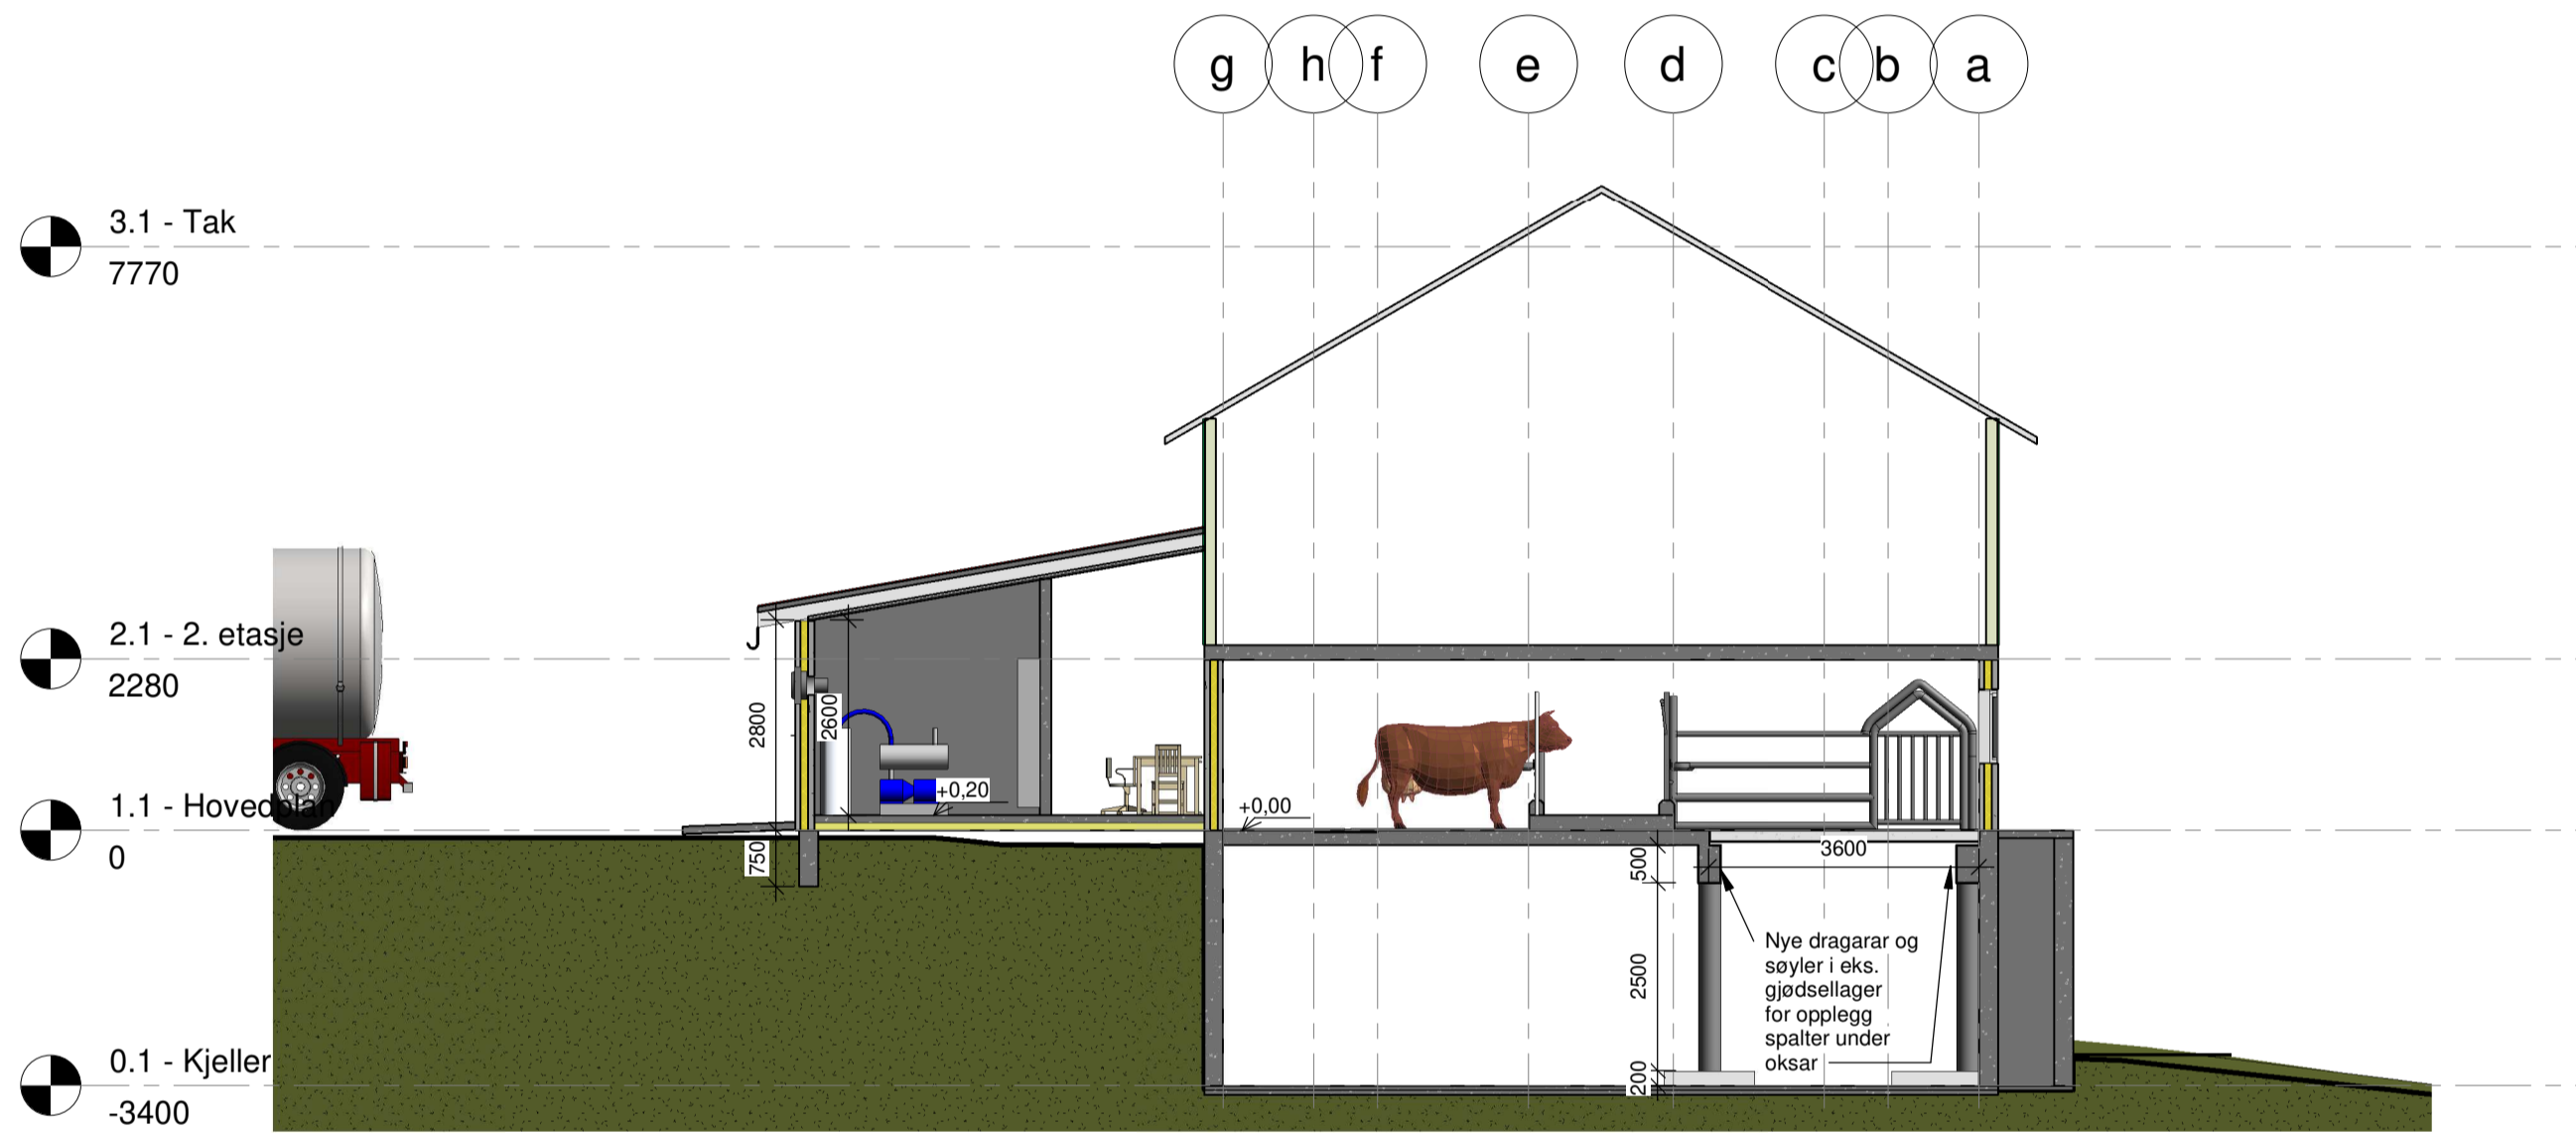 g h f e d c b a
3.1 - Tak
7770
2.1 - 2. etasje
2280
2800
2600
+0,20
+0,00
1.1 - Hovedplan
0
750
500
3600
2500
Nye dragarar og
søyler i eks.
gjødsellager
for opplegg
spalter under
oksar
200
0.1 - Kjeller
-3400